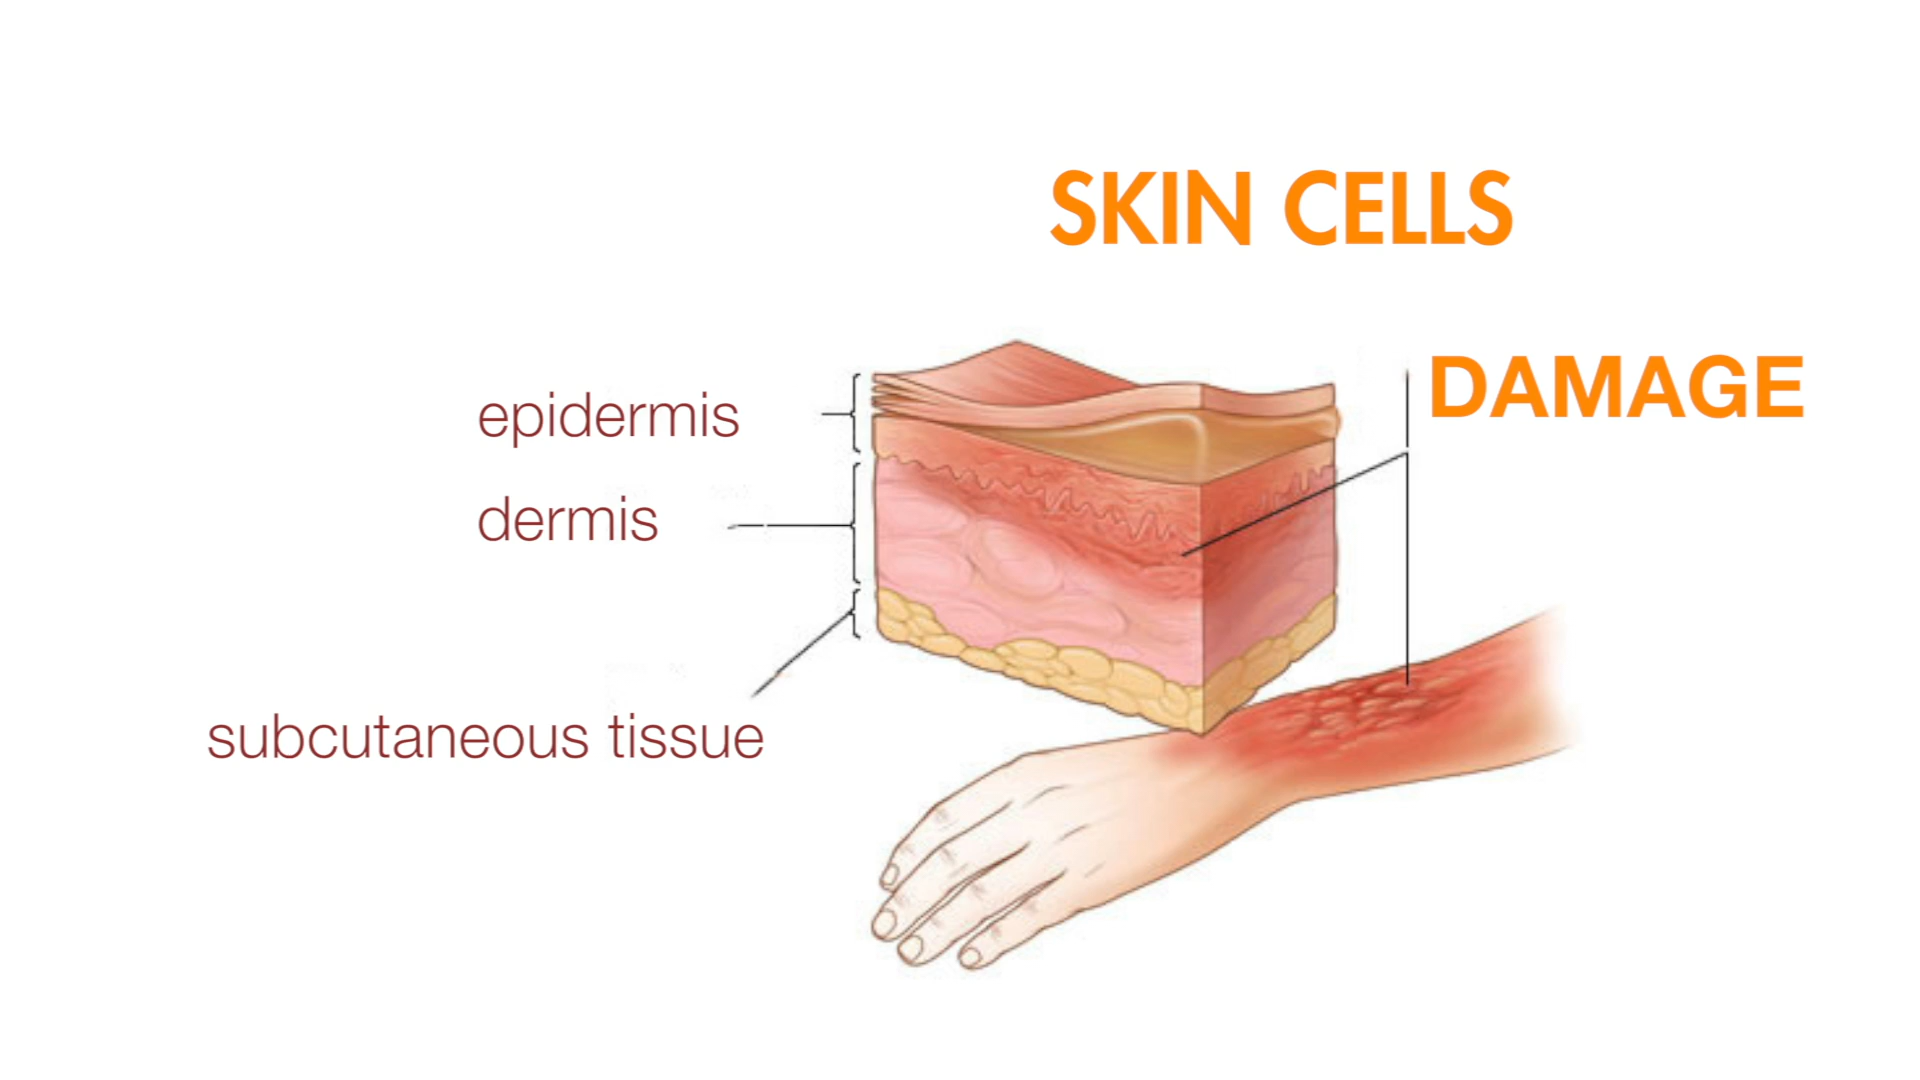 SKIN CELLS
DAMAGE
epidermis
dermis
subcutaneous tissue